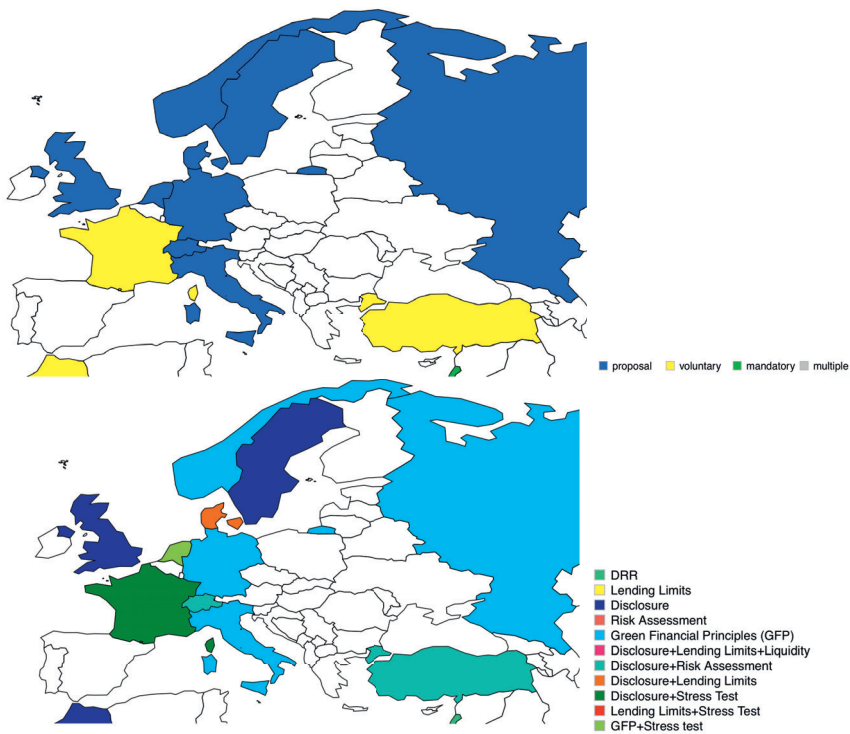 proposal voluntary mandatory multiple
DRR
Lending Limits
Disclosure
Risk Assessment
Green Financial Principles (GFP)
Disclosure+Lending Limits+Liquidity
Disclosure+Risk Assessment
Disclosure+Lending Limits
Disclosure+Stress Test
Lending Limits+Stress Test
GFP+Stress test